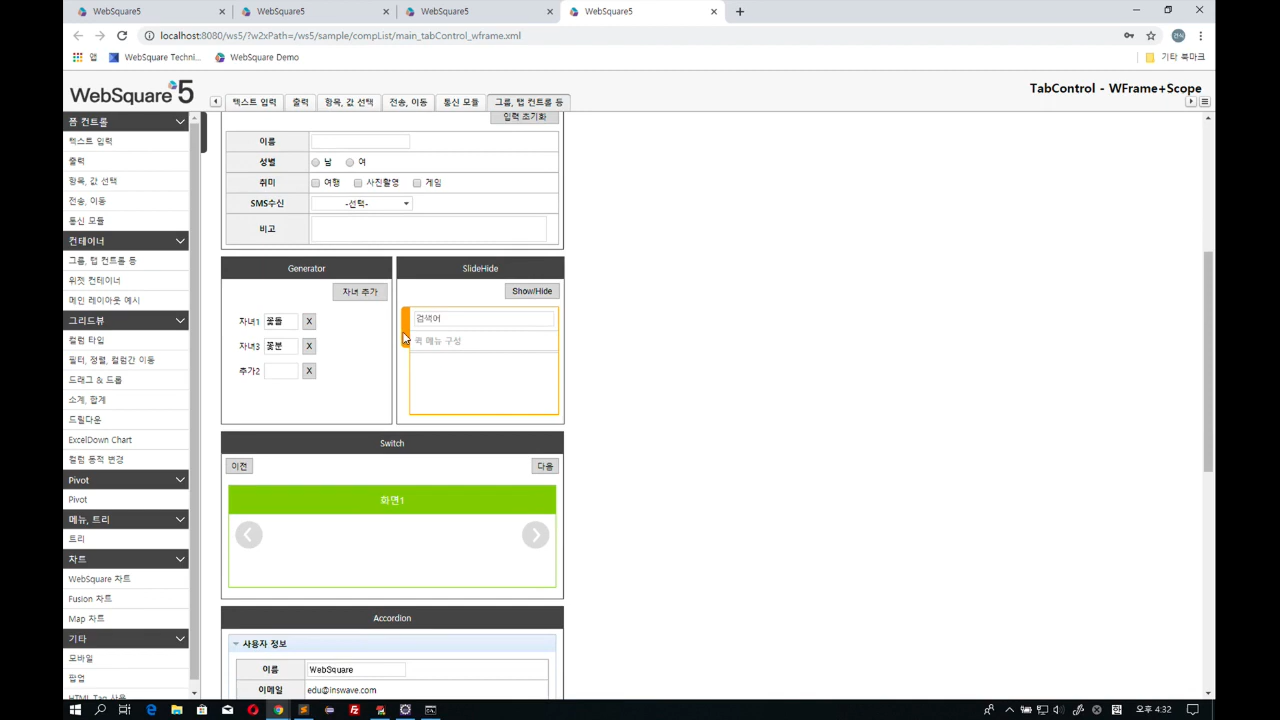 WebSquare5
WebSquare5
WebSquare5
WebSquare5
localhost:8080/ws5/?w2xPath=/ws5/sample/compList/main_tabControl_wframe.xml
앱
WebSquare Techni...
WebSquare Demo
기타 북마크
WebSquare 5
텍스트 입력
출력
항목, 값 선택
전송, 이동
통신 모듈
그룹, 탭 컨트롤 등
TabControl - WFrame+Scope
폼 컨트롤
텍스트 입력
출력
항목, 값 선택
전송, 이동
통신 모듈
컨테이너
그룹, 탭 컨트롤 등
위젯 컨테이너
메인 레이아웃 예시
그리드뷰
컬럼 타입
필터, 정렬, 컬럼간 이동
드래그 & 드롭
소계, 합계
드릴다운
ExcelDown Chart
컬럼 동적 변경
Pivot
Pivot
메뉴, 트리
트리
차트
WebSquare 차트
Fusion 차트
Map 차트
기타
모바일
팝업
HTML Tag 사용
입력 초기화
이름
성별
남
여
취미
여행
사진촬영
게임
SMS수신
-선택-
비고
Generator
자녀 추가
자녀1
꽃돌
X
자녀3
꽃분
X
추가2
X
SlideHide
Show/Hide
검색어
퀵 메뉴 구성
Switch
이전
다음
화면1
Accordion
사용자 정보
이름
WebSquare
이메일
edu@inswave.com
오후 4:32